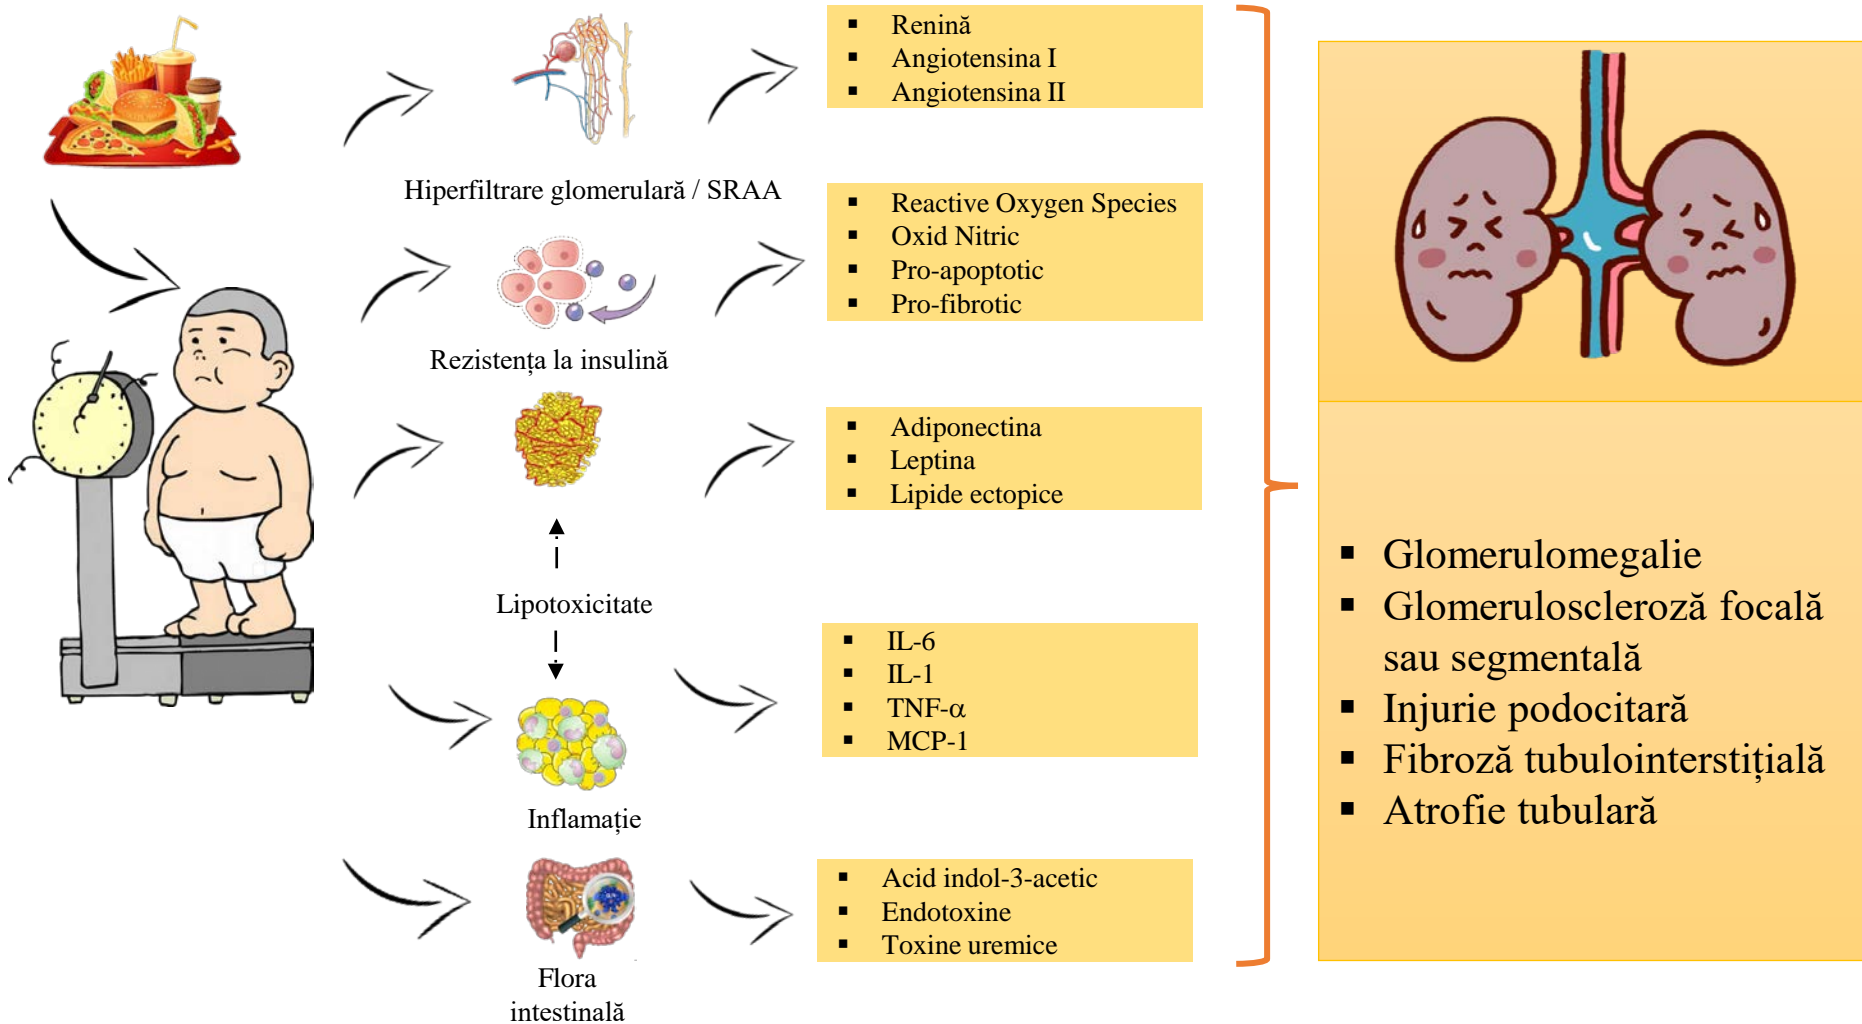 Renină
Angiotensina I
Angiotensina II
Hiperfiltrare glomerulară / SRAA
Reactive Oxygen Species
Oxid Nitric
Pro-apoptotic
Pro-fibrotic
Rezistența la insulină
Adiponectina
Leptina
Lipide ectopice
Lipotoxicitate
IL-6
IL-1
TNF-α
MCP-1
Inflamație
Acid indol-3-acetic
Endotoxine
Toxine uremice
Flora
intestinală
Glomerulomegalie
Glomeruloscleroză focală
sau segmentală
Injurie podocitară
Fibroză tubulointerstițială
Atrofie tubulară